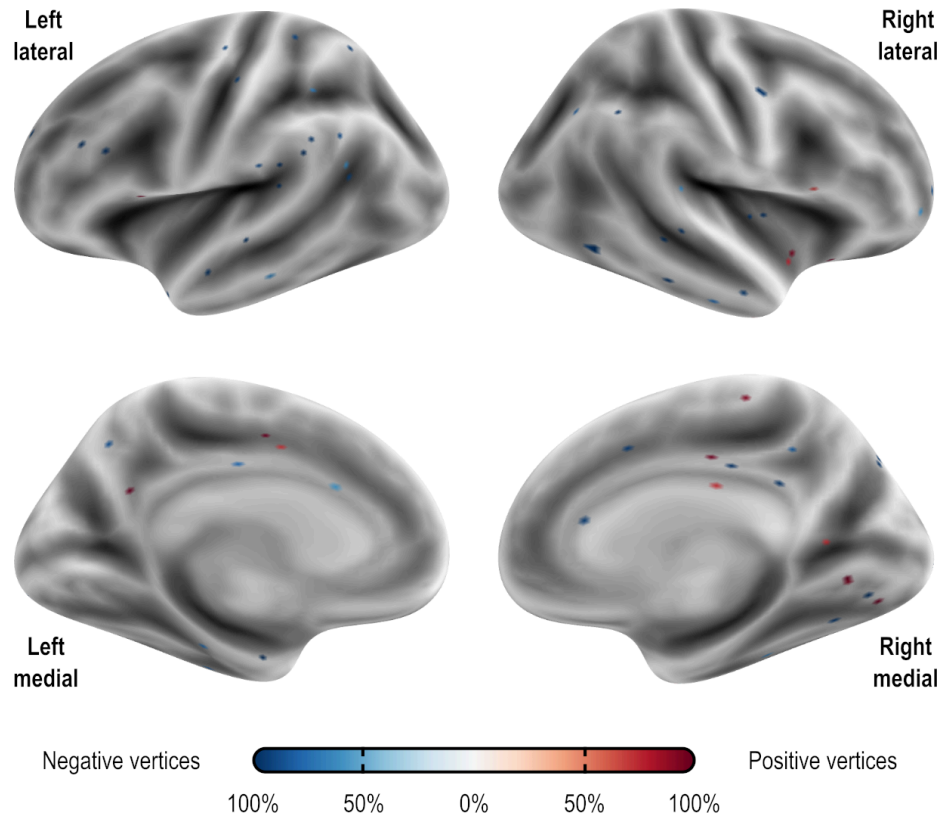 Left
lateral
Right
lateral
Left
medial
Right
medial
Negative vertices
Positive vertices
100%
50%
0%
50%
100%